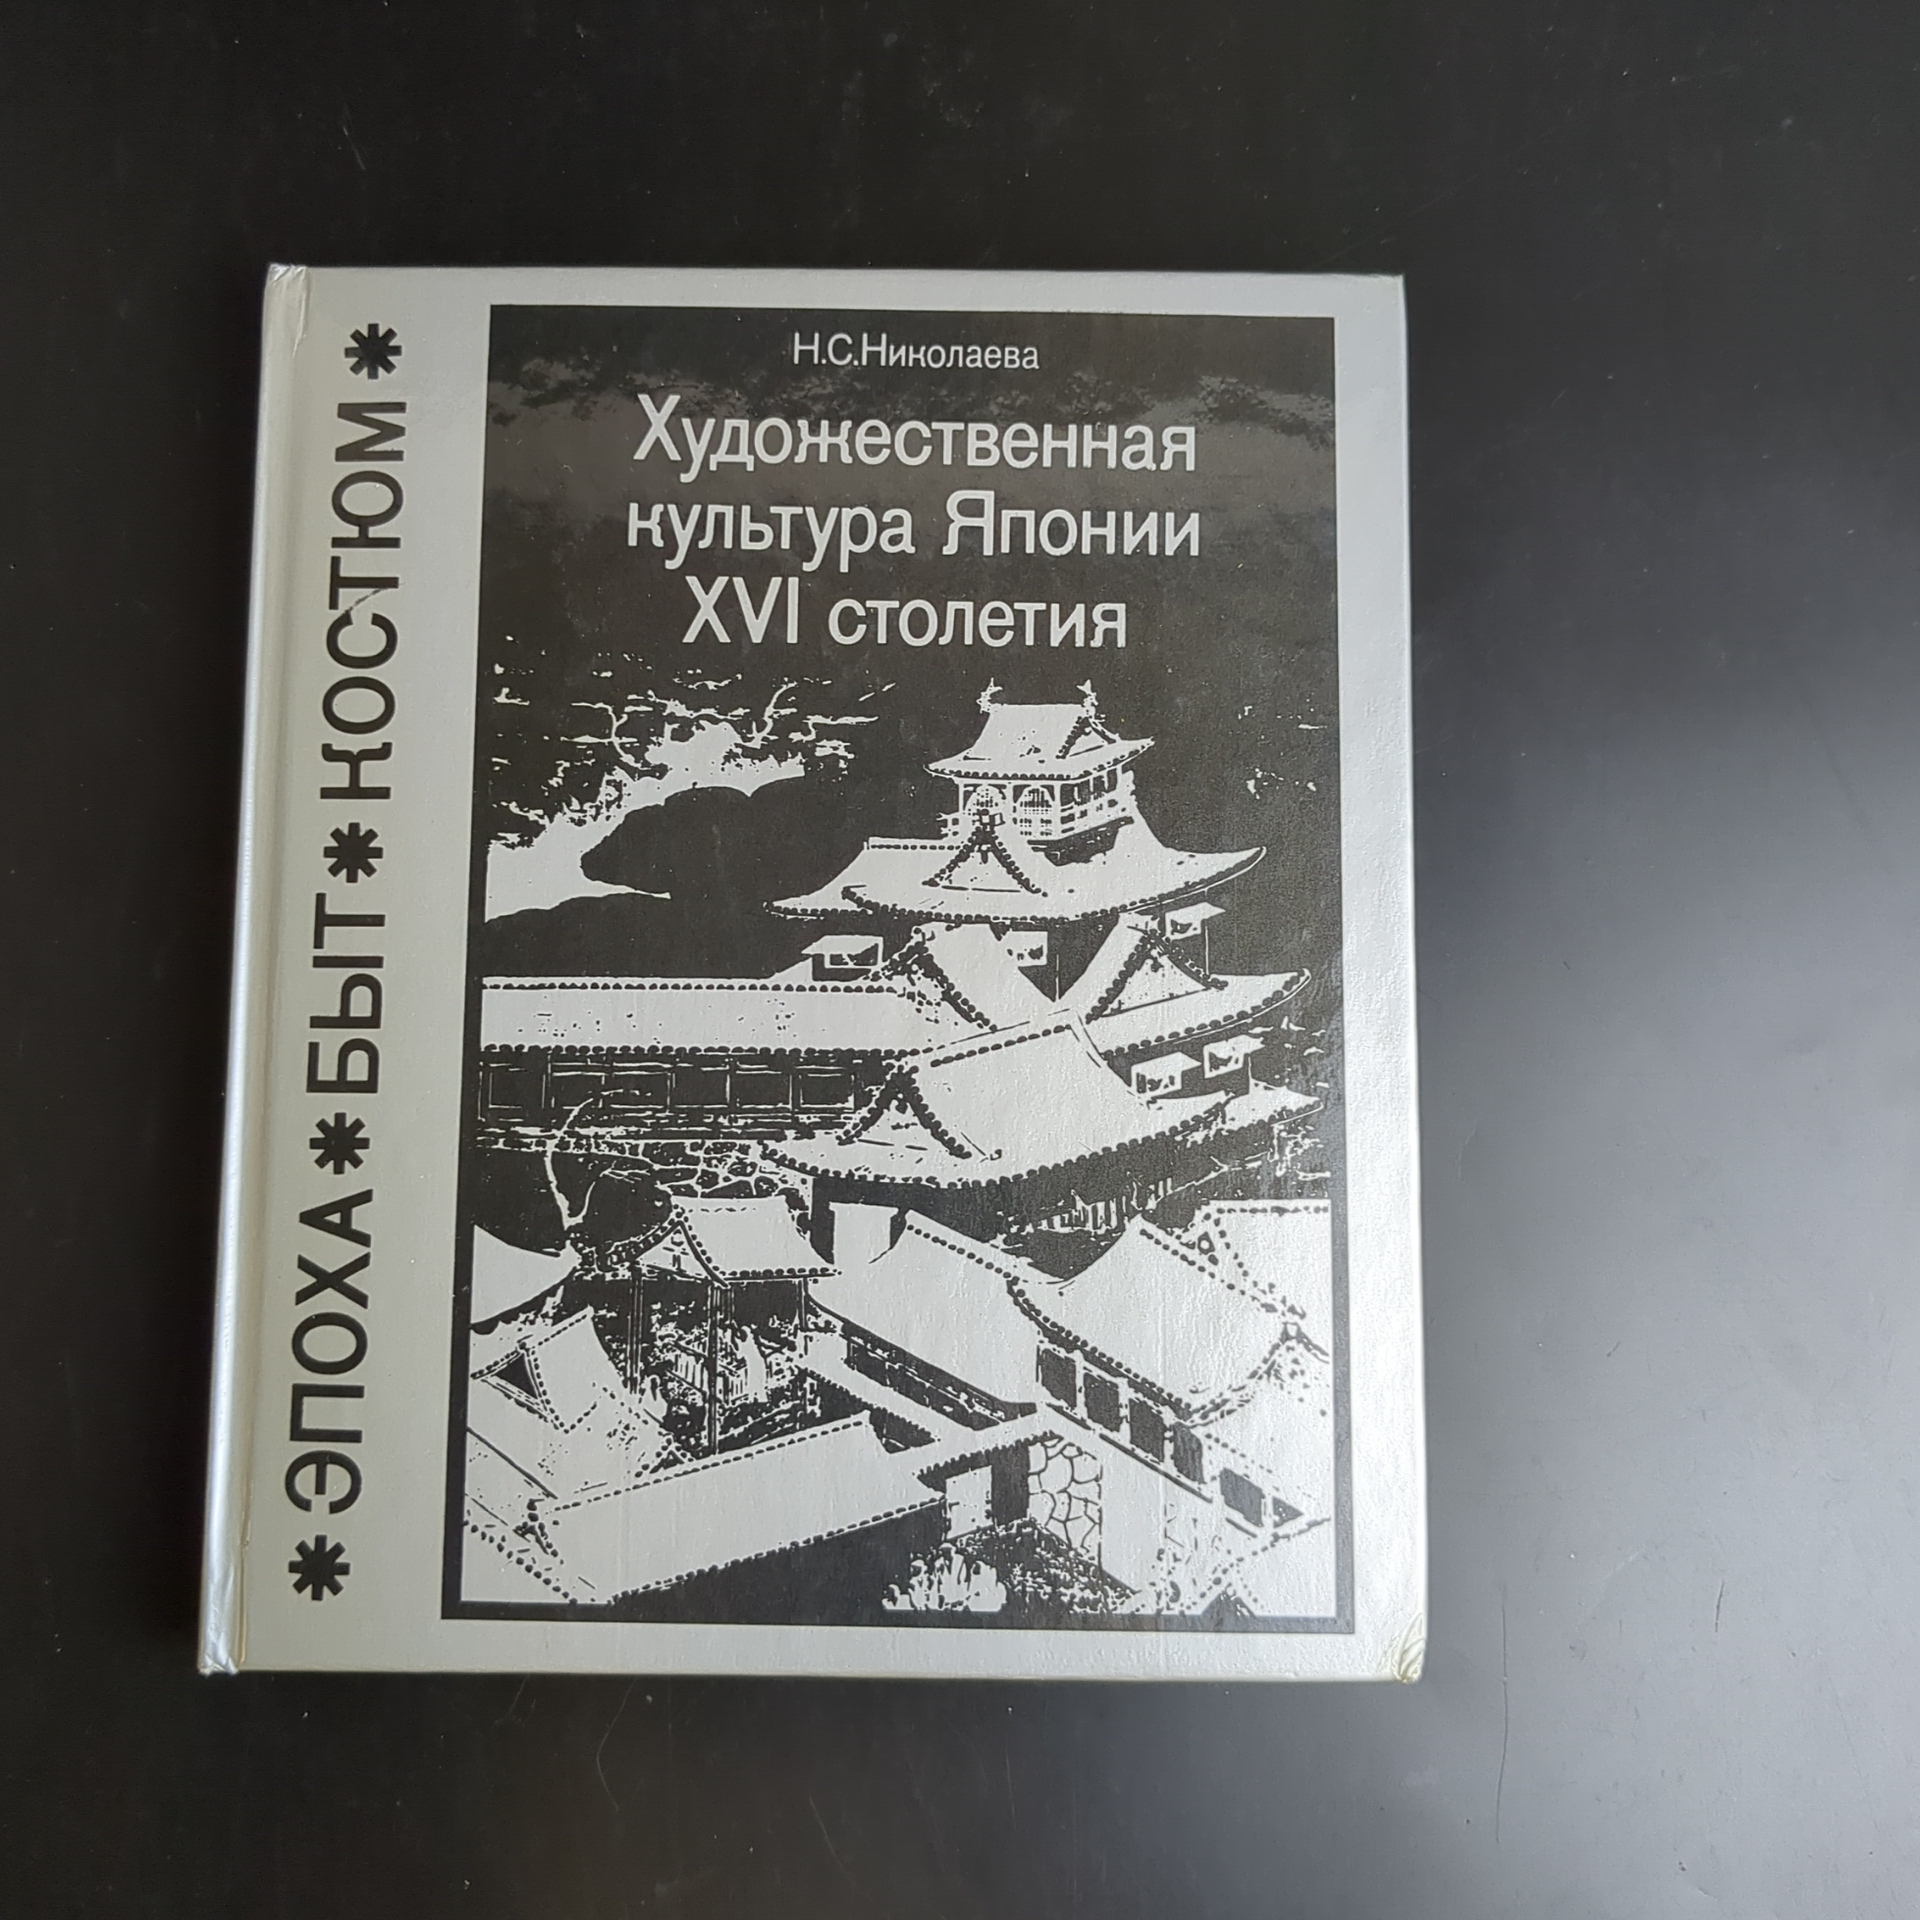 Н.С.Николаева
Художественная
культура Японии
XVI столетия
* ЭПОХА * БЫТ * КОСТЮМ *